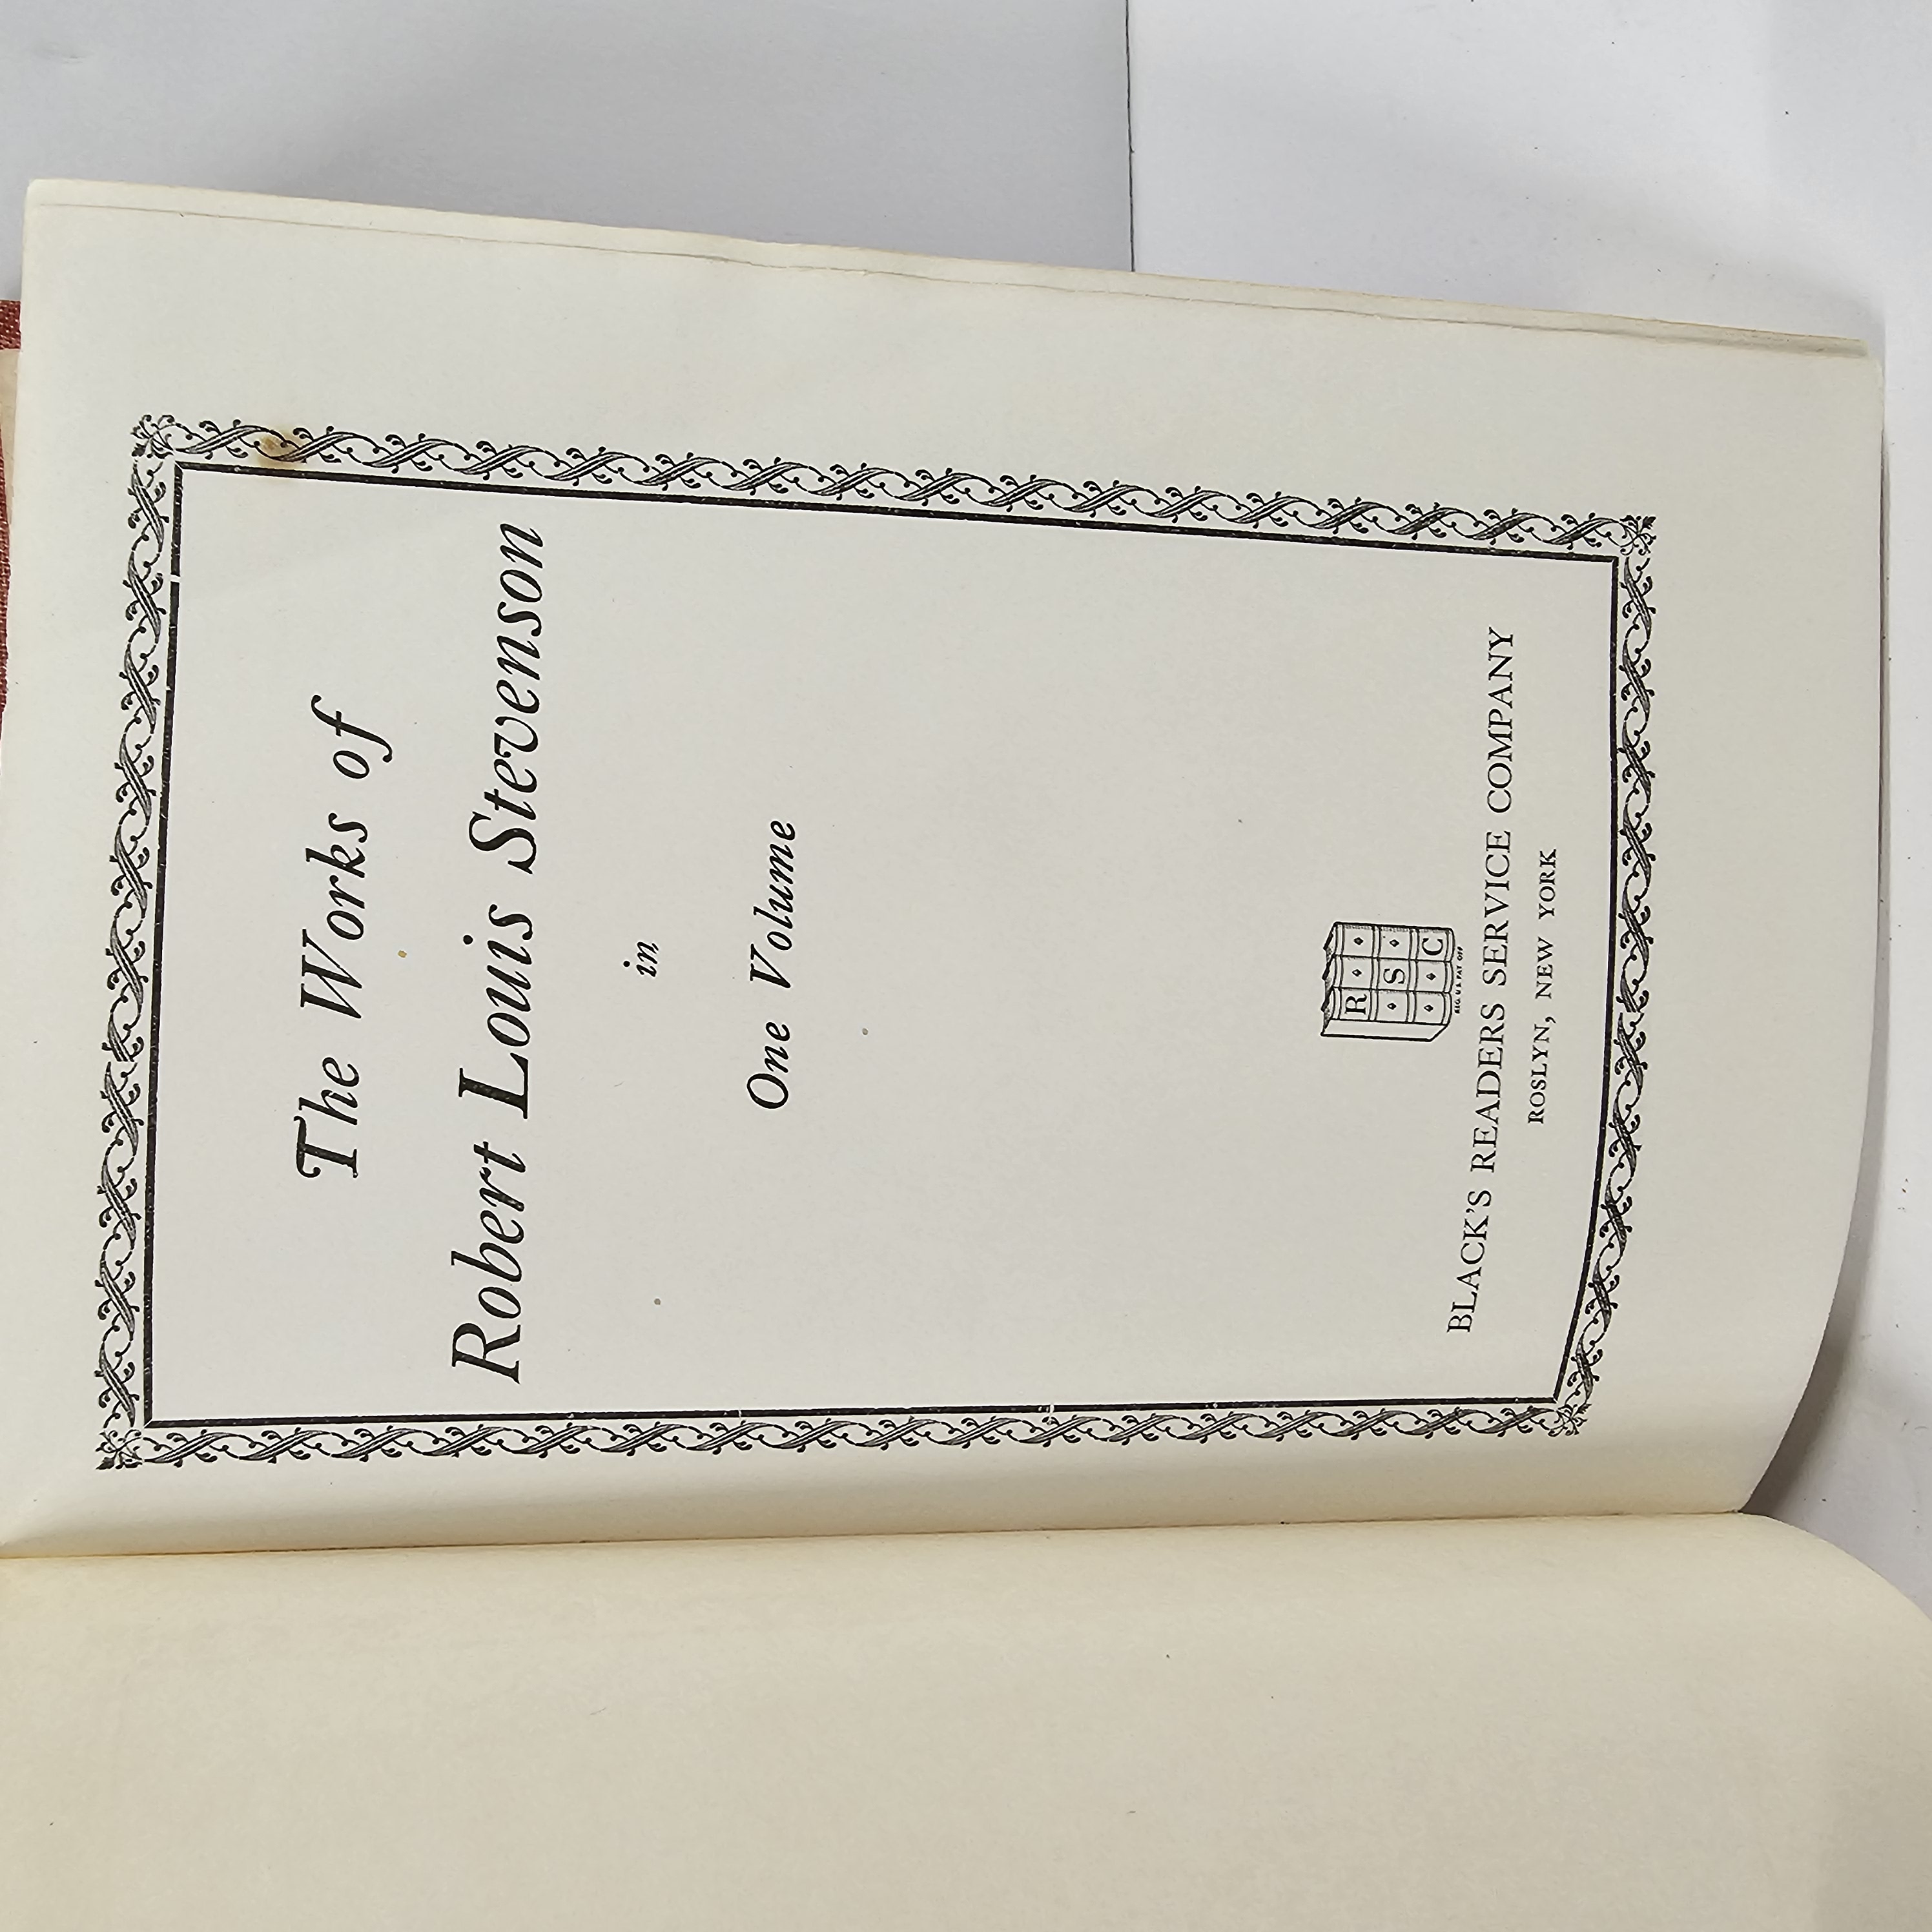 The Works of
Robert Louis Stevenson
in
One Volume
R
S
C
REG. U.S. PAT OFF
BLACK'S READERS SERVICE COMPANY
ROSLYN, NEW YORK